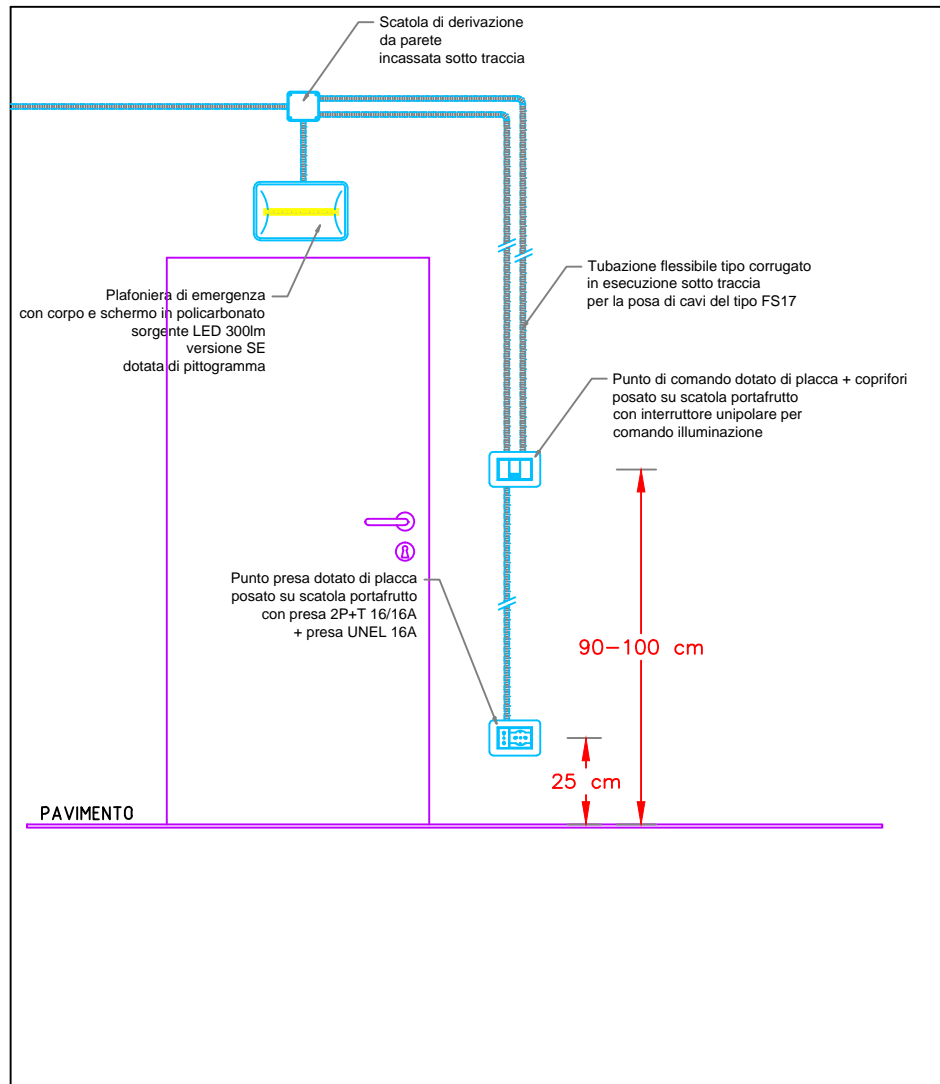 Scatola di derivazione
da parete
incassata sotto traccia
Plafoniera di emergenza
con corpo e schermo in policarbonato
sorgente LED 300lm
versione SE
dotata di pittogramma
Tubazione flessibile tipo corrugato
in esecuzione sotto traccia
per la posa di cavi del tipo FS17
Punto di comando dotato di placca + coprifori
posato su scatola portafrutto
con interruttore unipolare per
comando illuminazione
Punto presa dotato di placca
posato su scatola portafrutto
con presa 2P+T 16/16A
+ presa UNEL 16A
90-100 cm
25 cm
PAVIMENTO